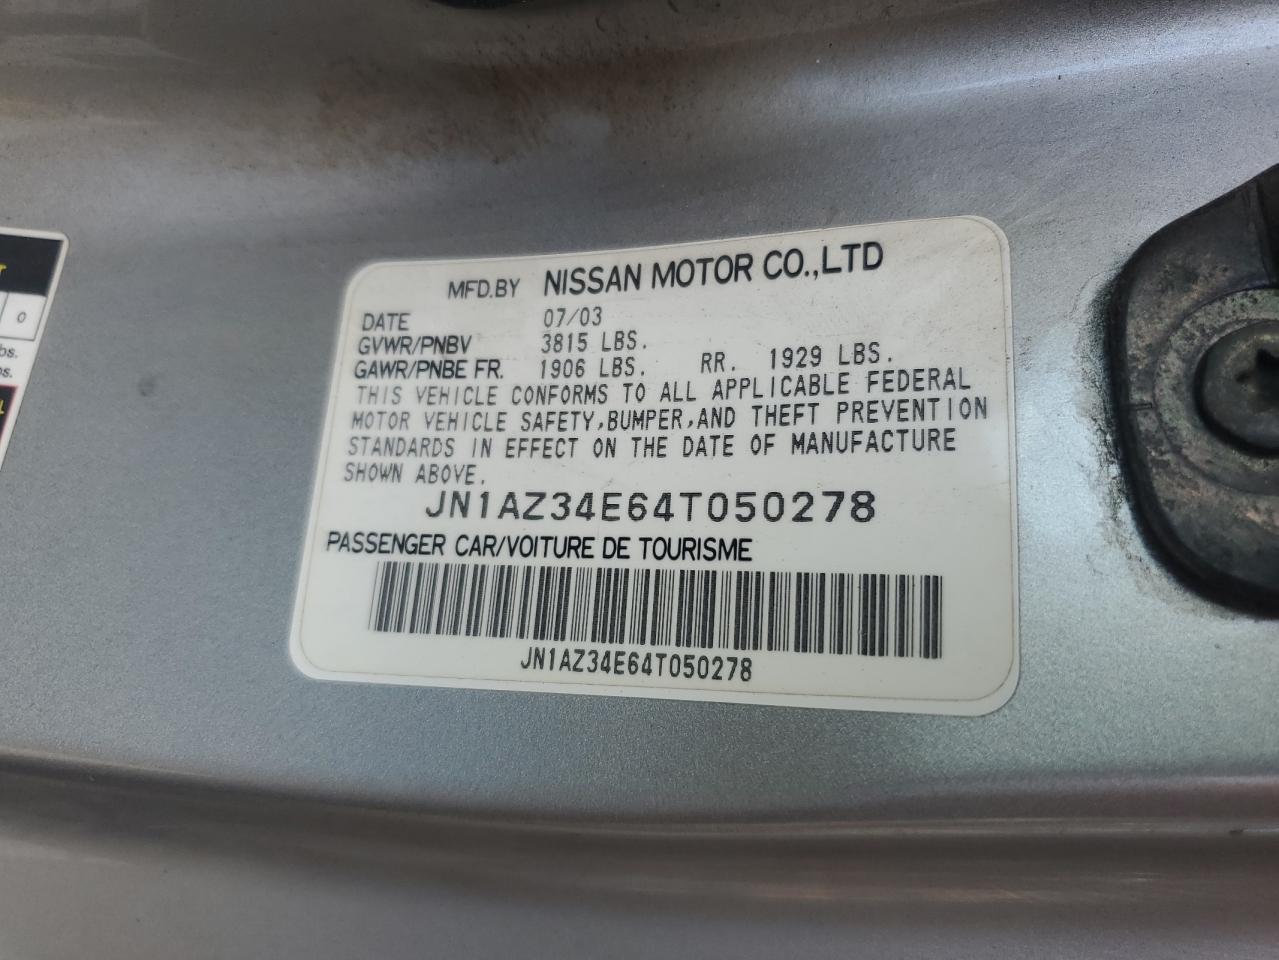 MFD.BY NISSAN MOTOR CO.,LTD
DATE 07/03
GVWR/PNBV 3815 LBS.
GAWR/PNBE FR. 1906 LBS. RR. 1929 LBS.
THIS VEHICLE CONFORMS TO ALL APPLICABLE FEDERAL
MOTOR VEHICLE SAFETY,BUMPER,AND THEFT PREVENTION
STANDARDS IN EFFECT ON THE DATE OF MANUFACTURE
SHOWN ABOVE.
JN1AZ34E64T050278
PASSENGER CAR/VOITURE DE TOURISME
JN1AZ34E64T050278
0